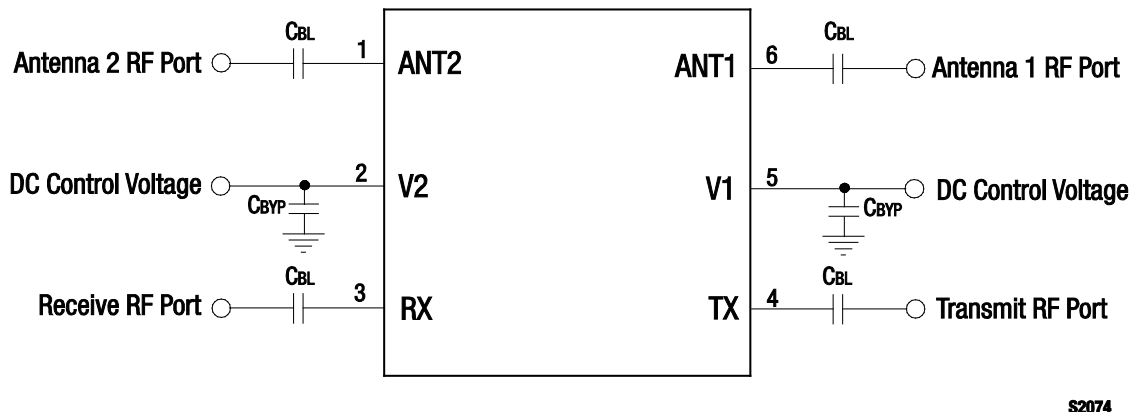 CBL
1
Antenna 2 RF Port
ANT2
CBL
6
ANT1
Antenna 1 RF Port
2
DC Control Voltage
V2
CBYP
5
V1
DC Control Voltage
CBYP
CBL
3
Receive RF Port
RX
CBL
4
TX
Transmit RF Port
S2074